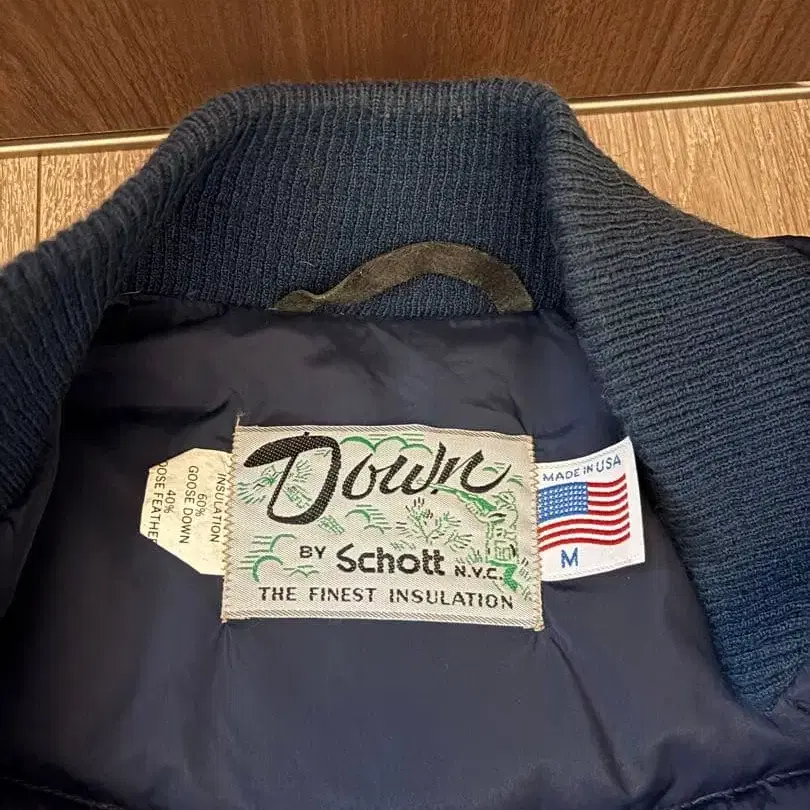 INSULATION
60%
GOOSE DOWN
40%
OOSE FEATHE
Down
BY Schott N.Y.C.
THE FINEST INSULATION
MADE IN USA
M